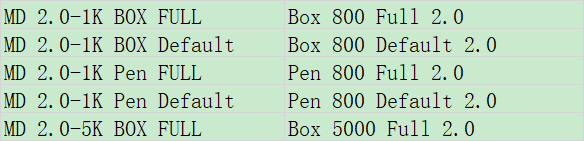 MD 2.0-1K BOX FULL Box 800 Full 2.0
MD 2.0-1K BOX Default Box 800 Default 2.0
MD 2.0-1K Pen FULL Pen 800 Full 2.0
MD 2.0-1K Pen Default Pen 800 Default 2.0
MD 2.0-5K BOX FULL Box 5000 Full 2.0